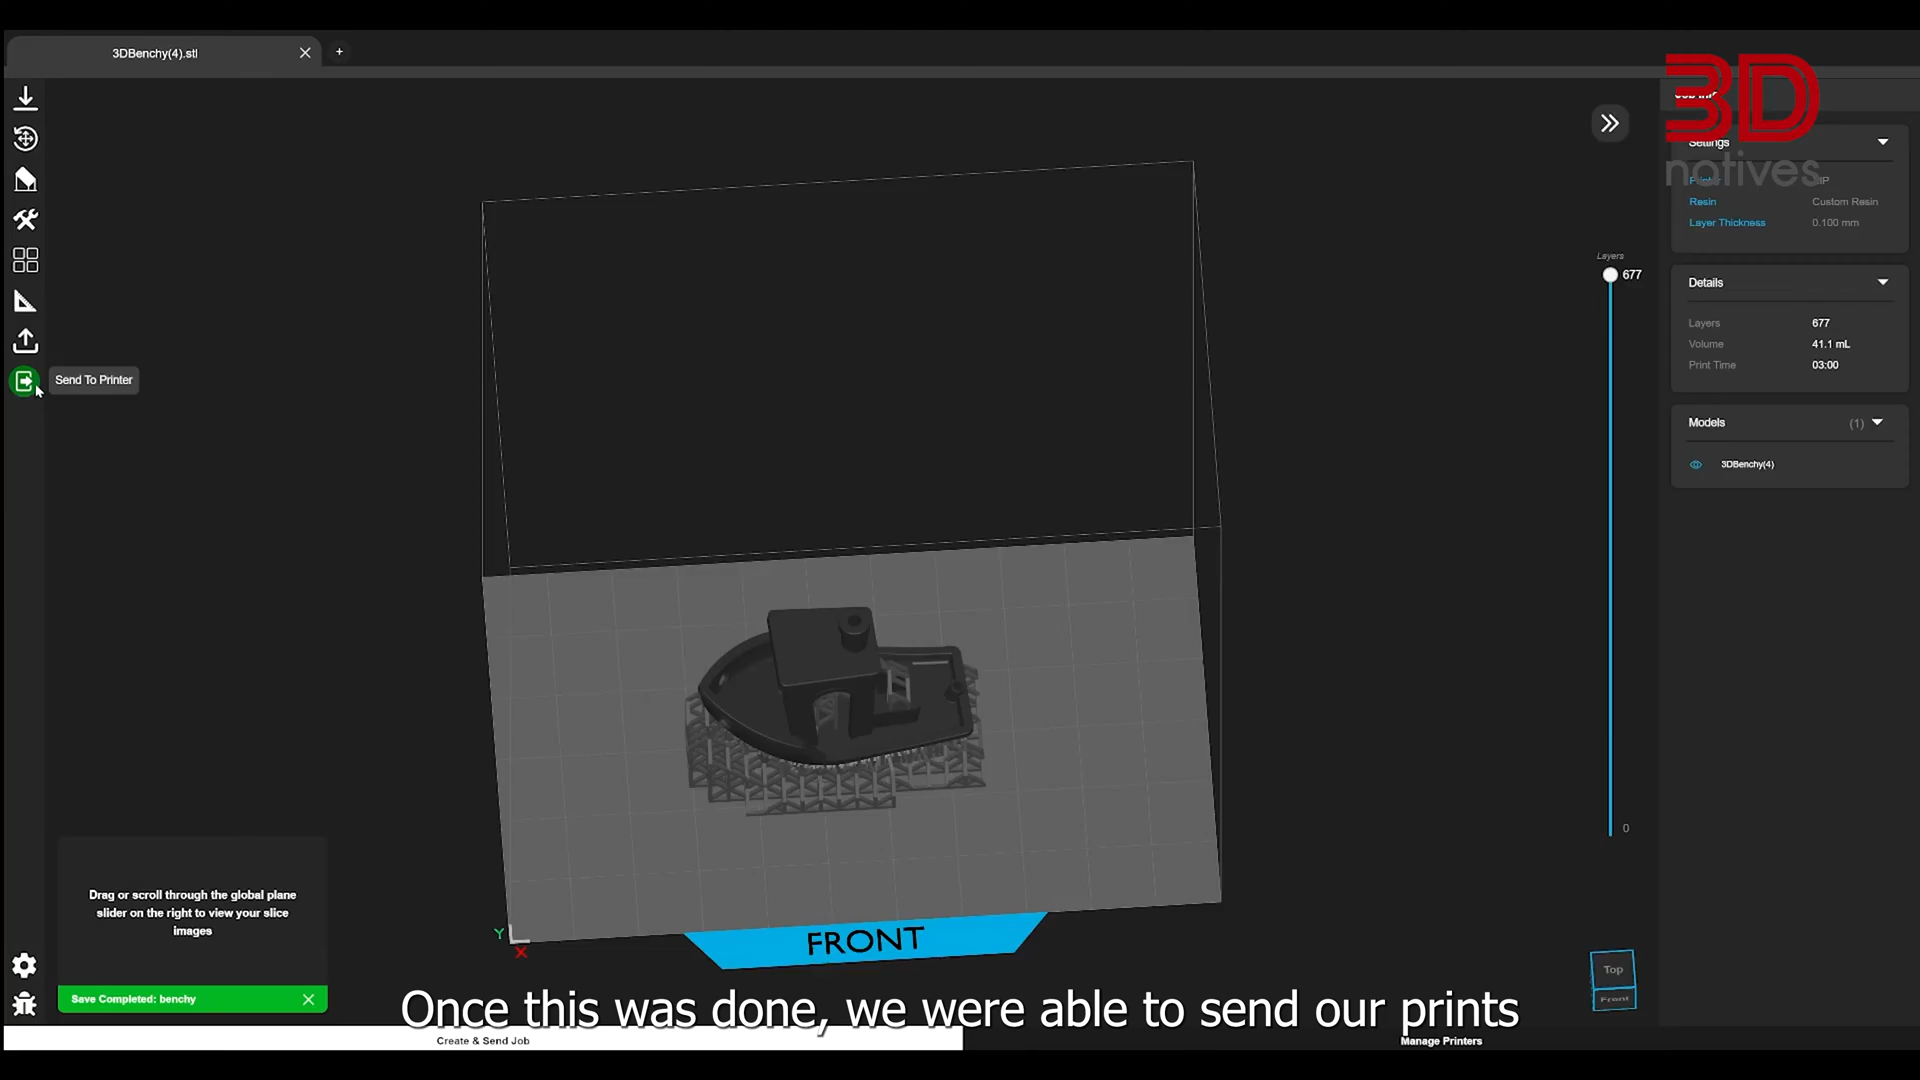 3DBenchy(4).stl
3D
natives
Settings
Resin Custom Resin
Layer Thickness 0.100 mm
Layers
677
Details
Layers 677
Volume 41.1 mL
Print Time 03:00
Send To Printer
Models (1)
3DBenchy(4)
0
Drag or scroll through the global plane
slider on the right to view your slice
images
Y
X
FRONT
Top
Front
Save Completed: benchy
Once this was done, we were able to send our prints
Create & Send Job
Manage Printers